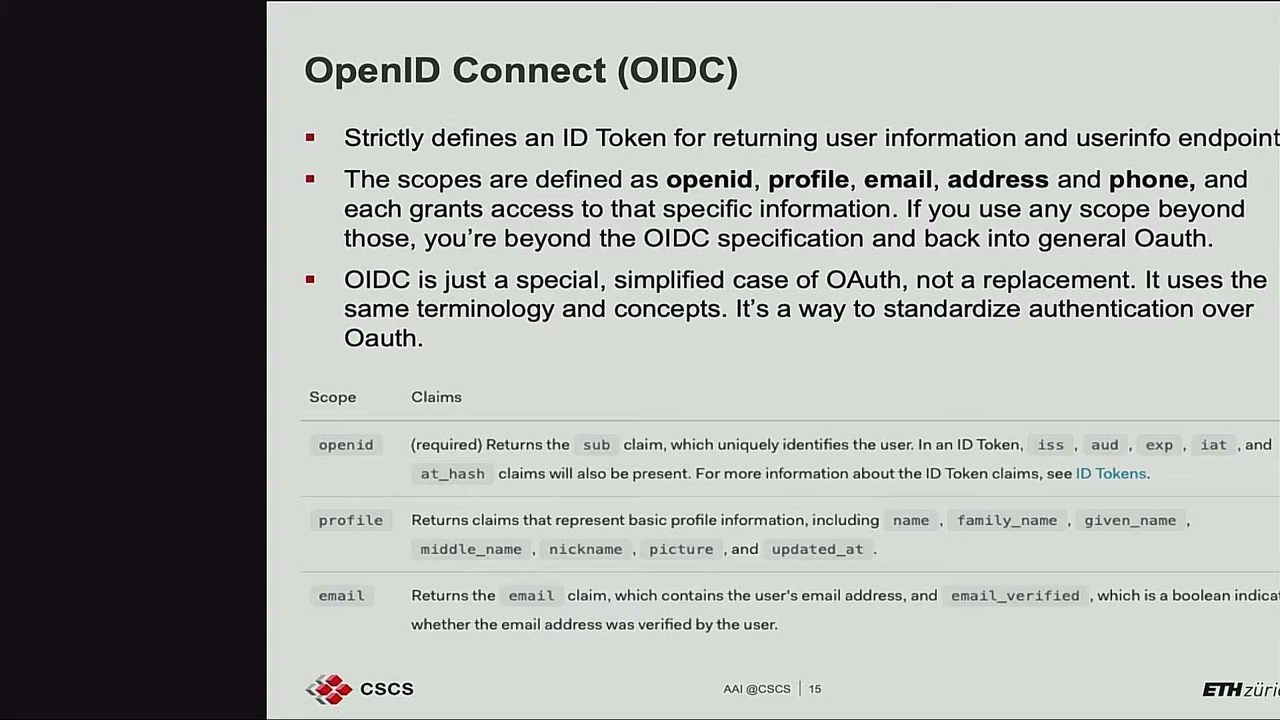 OpenID Connect (OIDC)
Strictly defines an ID Token for returning user information and userinfo endpoint
The scopes are defined as openid, profile, email, address and phone, and
each grants access to that specific information. If you use any scope beyond
those, you’re beyond the OIDC specification and back into general Oauth.
OIDC is just a special, simplified case of OAuth, not a replacement. It uses the
same terminology and concepts. It’s a way to standardize authentication over
Oauth.
Scope Claims
openid (required) Returns the sub claim, which uniquely identifies the user. In an ID Token, iss , aud , exp , iat , and
at_hash claims will also be present. For more information about the ID Token claims, see ID Tokens.
profile Returns claims that represent basic profile information, including name , family_name , given_name ,
middle_name , nickname , picture , and updated_at .
email Returns the email claim, which contains the user's email address, and email_verified , which is a boolean
whether the email address was verified by the user.
CSCS AAI @CSCS | 15 ETH